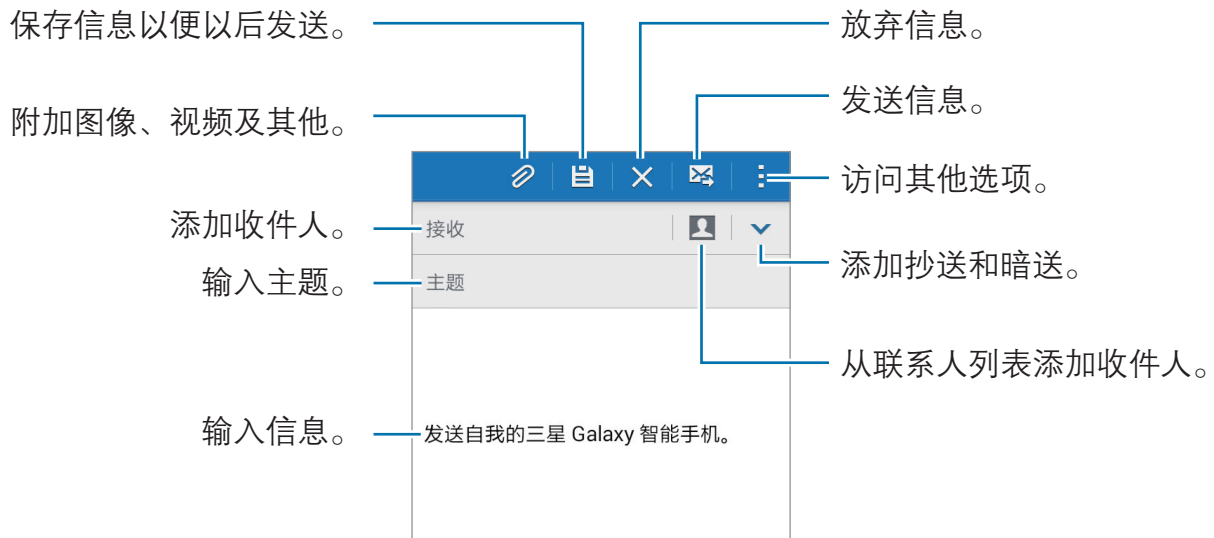 保存信息以便以后发送。
放弃信息。
附加图像、视频及其他。
发送信息。
访问其他选项。
添加收件人。
接收
添加抄送和暗送。
输入主题。
主题
从联系人列表添加收件人。
输入信息。
发送自我的三星 Galaxy 智能手机。